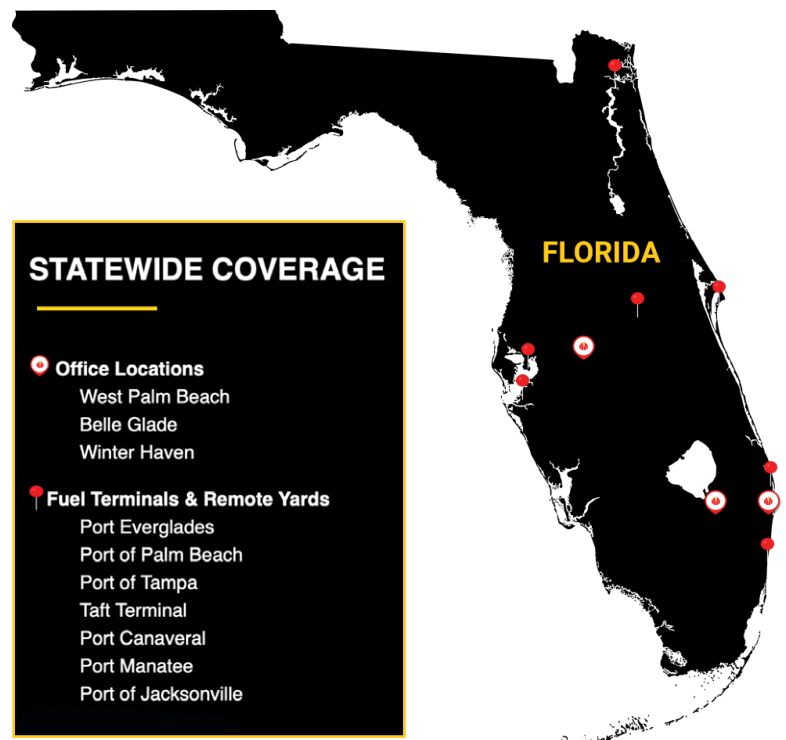 FLORIDA
STATEWIDE COVERAGE
Office Locations
West Palm Beach
Belle Glade
Winter Haven
Fuel Terminals & Remote Yards
Port Everglades
Port of Palm Beach
Port of Tampa
Taft Terminal
Port Canaveral
Port Manatee
Port of Jacksonville